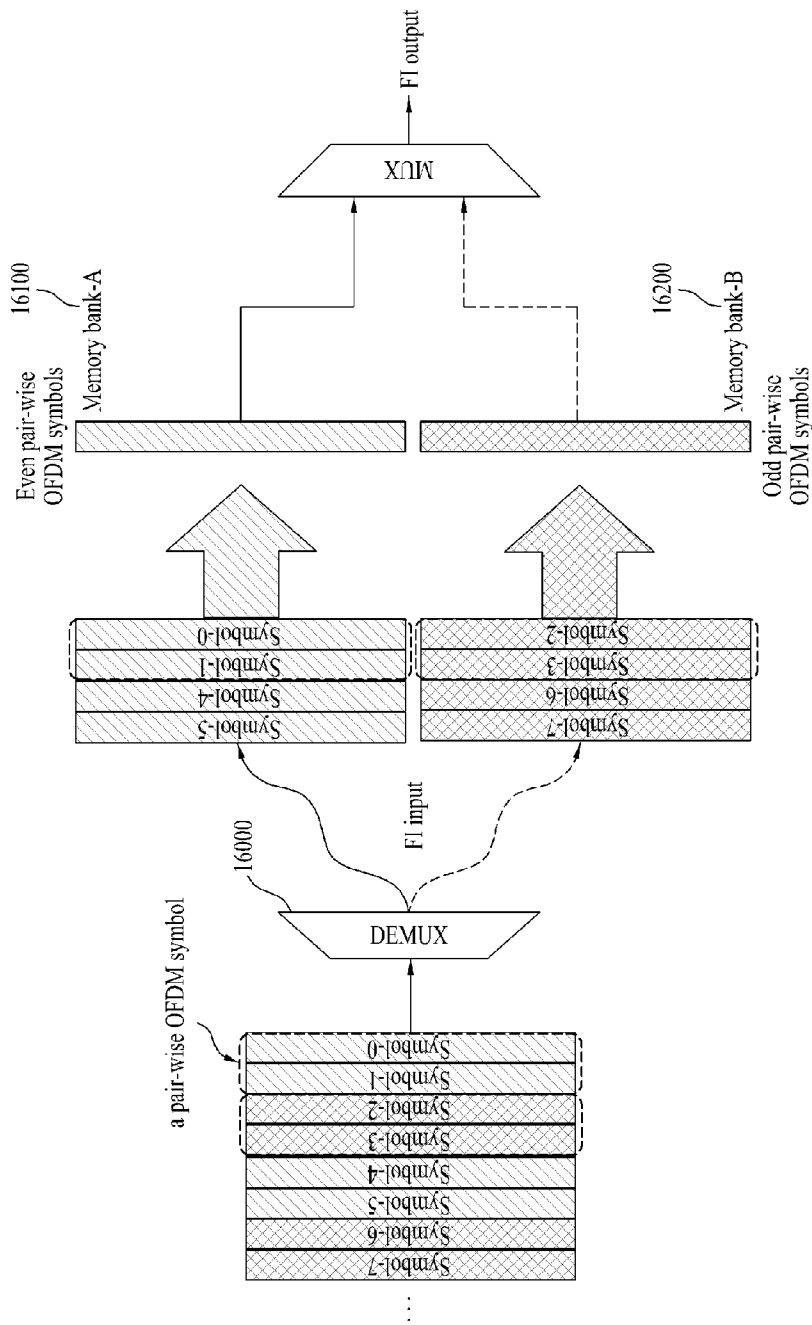 FI output
MUX
16100
Memory bank-A
Even pair-wise
OFDM symbols
16200
Memory bank-B
Odd pair-wise
OFDM symbols
Symbol-0
Symbol-1
Symbol-4
Symbol-5
Symbol-2
Symbol-3
Symbol-6
Symbol-7
FI input
16000
DEMUX
a pair-wise OFDM symbol
Symbol-0
Symbol-1
Symbol-2
Symbol-3
Symbol-4
Symbol-5
Symbol-6
Symbol-7
...